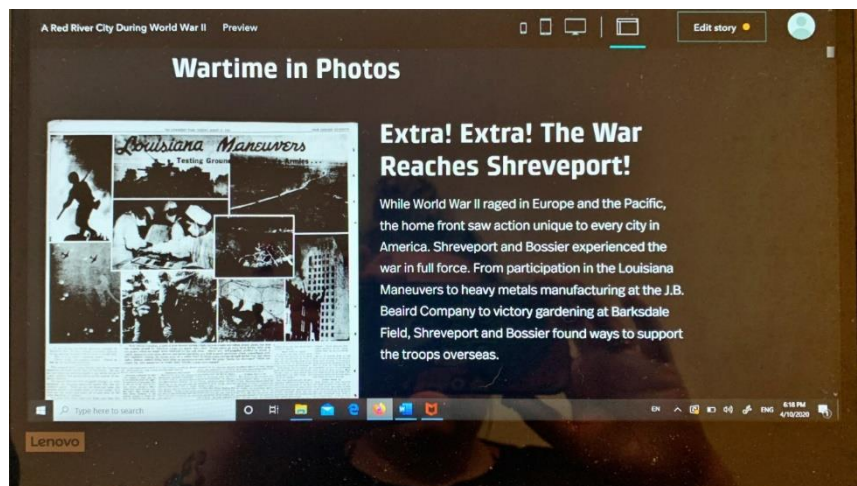 A Red River City During World War II Preview Edit story
Wartime in Photos
Louisiana Maneuvers
Testing Ground Armies
Extra! Extra! The War
Reaches Shreveport!
While World War II raged in Europe and the Pacific,
the home front saw action unique to every city in
America. Shreveport and Bossier experienced the
war in full force. From participation in the Louisiana
Maneuvers to heavy metals manufacturing at the J.B.
Beaird Company to victory gardening at Barksdale
Field, Shreveport and Bossier found ways to support
the troops overseas.
Type here to search
EN ENG 6:18 PM
4/10/2020
Lenovo